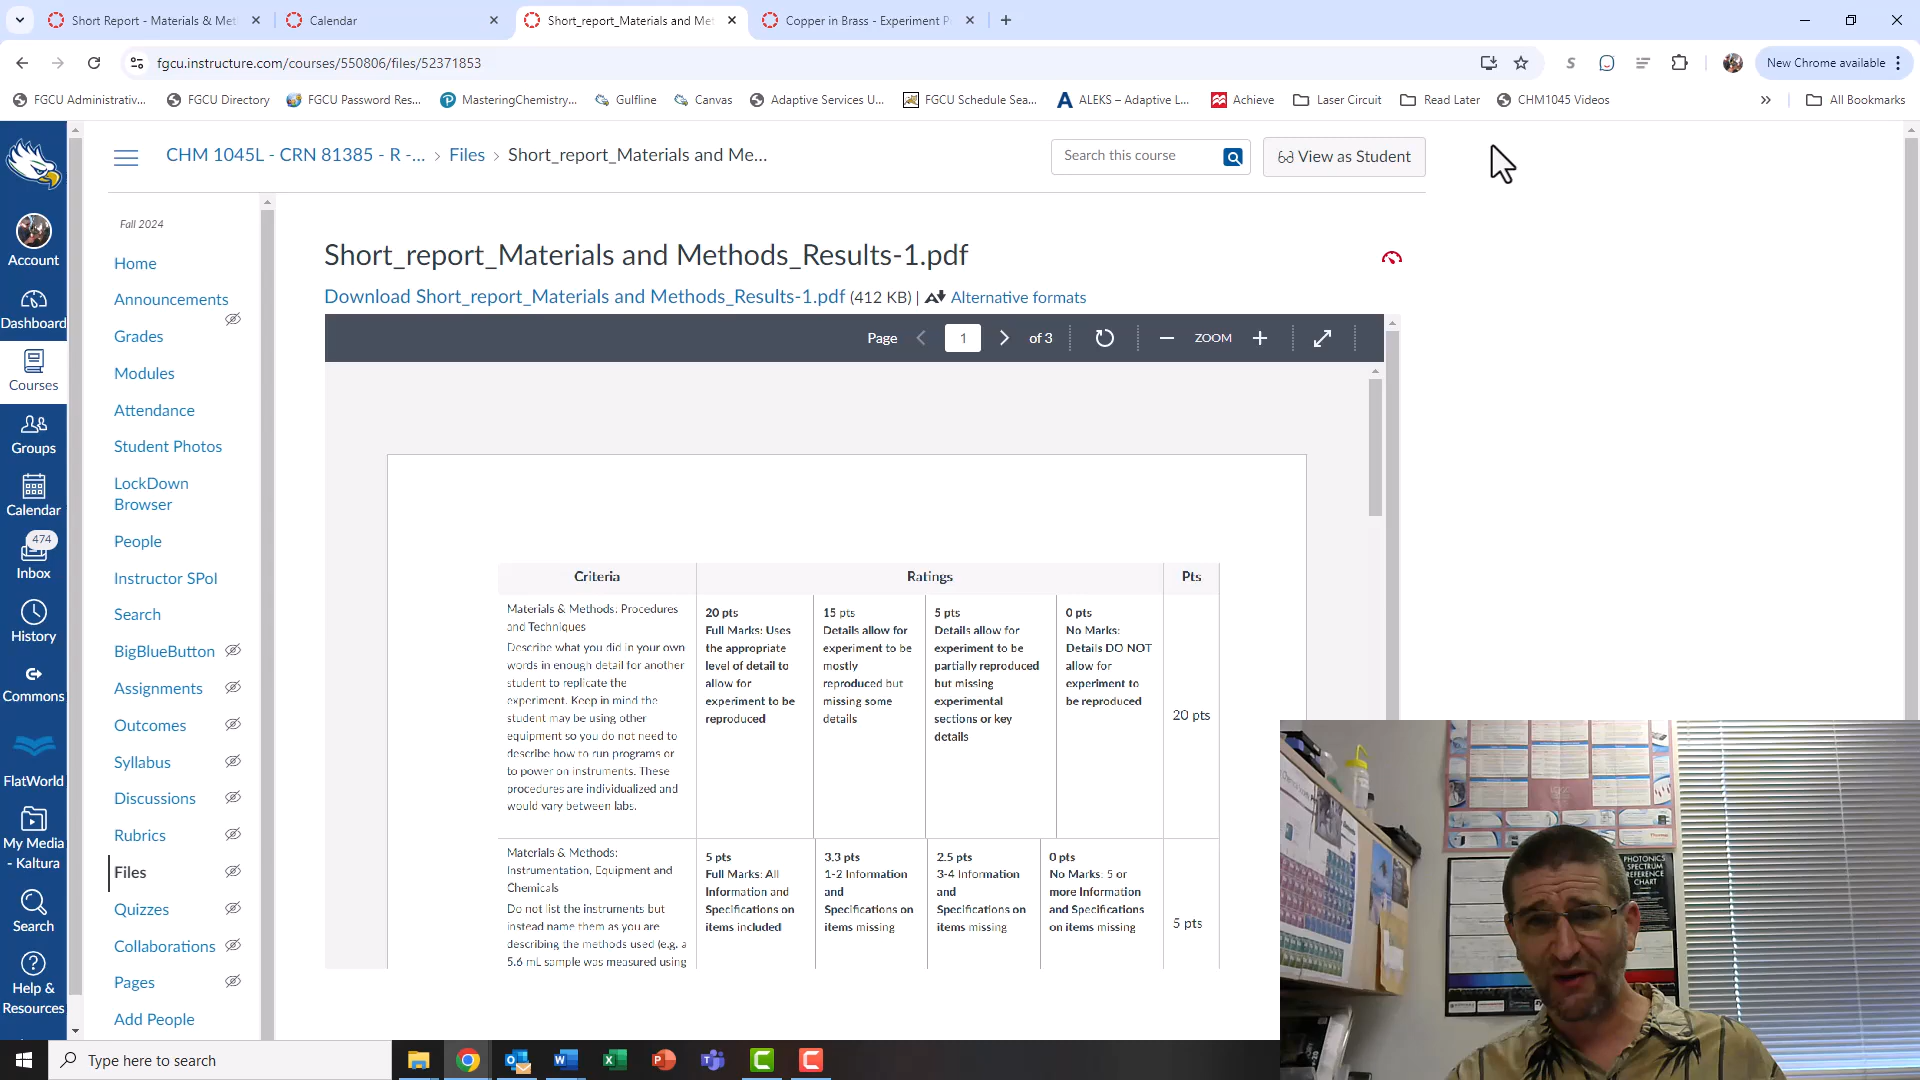 Short Report - Materials & Met
Calendar
Short_report_Materials and Met
Copper in Brass - Experiment P
fgcu.instructure.com/courses/550806/files/52371853
New Chrome available
FGCU Administrativ...
FGCU Directory
FGCU Password Res...
MasteringChemistry...
Gulfline
Canvas
Adaptive Services U...
FGCU Schedule Sea...
ALEKS – Adaptive L...
Achieve
Laser Circuit
Read Later
CHM1045 Videos
All Bookmarks
CHM 1045L - CRN 81385 - R -... › Files › Short_report_Materials and Me...
Search this course
View as Student
Account
Dashboard
Courses
Groups
Calendar
474
Inbox
History
Commons
FlatWorld
My Media
- Kaltura
Search
Help &
Resources
Fall 2024
Home
Announcements
Grades
Modules
Attendance
Student Photos
LockDown
Browser
People
Instructor SPoI
Search
BigBlueButton
Assignments
Outcomes
Syllabus
Discussions
Rubrics
Files
Quizzes
Collaborations
Pages
Add People
Short_report_Materials and Methods_Results-1.pdf
Download Short_report_Materials and Methods_Results-1.pdf (412 KB) | Alternative formats
Page 1 of 3
ZOOM
Criteria
Ratings
Pts
Materials & Methods: Procedures
and Techniques
Describe what you did in your own
words in enough detail for another
student to replicate the
experiment. Keep in mind the
student may be using other
equipment so you do not need to
describe how to run programs or
to power on instruments. These
procedures are individualized and
would vary between labs.
20 pts
Full Marks: Uses
the appropriate
level of detail to
allow for
experiment to be
reproduced
15 pts
Details allow for
experiment to be
mostly
reproduced but
missing some
details
5 pts
Details allow for
experiment to be
partially reproduced
but missing
experimental
sections or key
details
0 pts
No Marks:
Details DO NOT
allow for
experiment to
be reproduced
20 pts
Materials & Methods:
Instrumentation, Equipment and
Chemicals
Do not list the instruments but
instead name them as you are
describing the methods used (e.g. a
5.6 mL sample was measured using
5 pts
Full Marks: All
Information and
Specifications on
items included
3.3 pts
1-2 Information
and
Specifications on
items missing
2.5 pts
3-4 Information
and
Specifications on
items missing
0 pts
No Marks: 5 or
more Information
and Specifications
on items missing
5 pts
PHOTONICS
SPECTRUM
REFERENCE
CHART
Type here to search